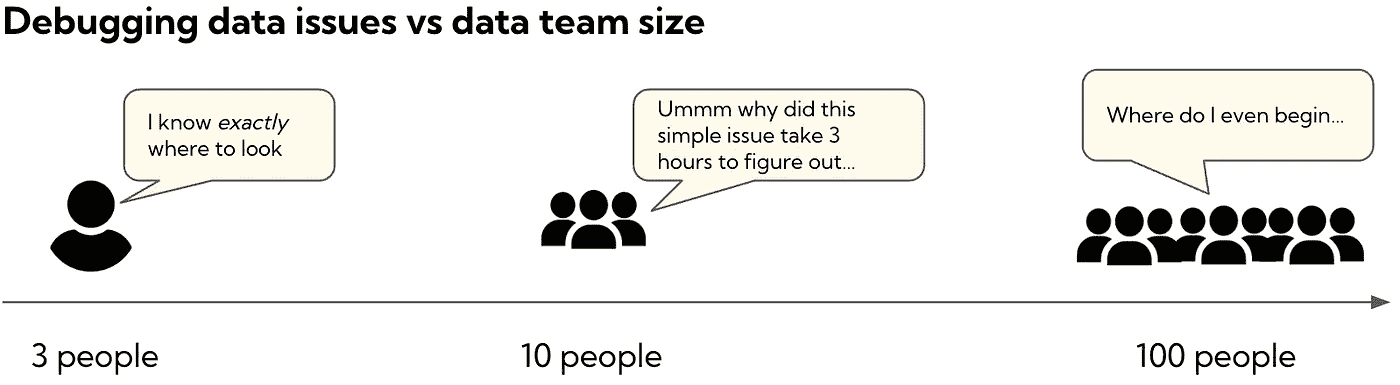 Debugging data issues vs data team size
I know exactly
where to look
Ummm why did this
simple issue take 3
hours to figure out...
Where do I even begin...
3 people
10 people
100 people